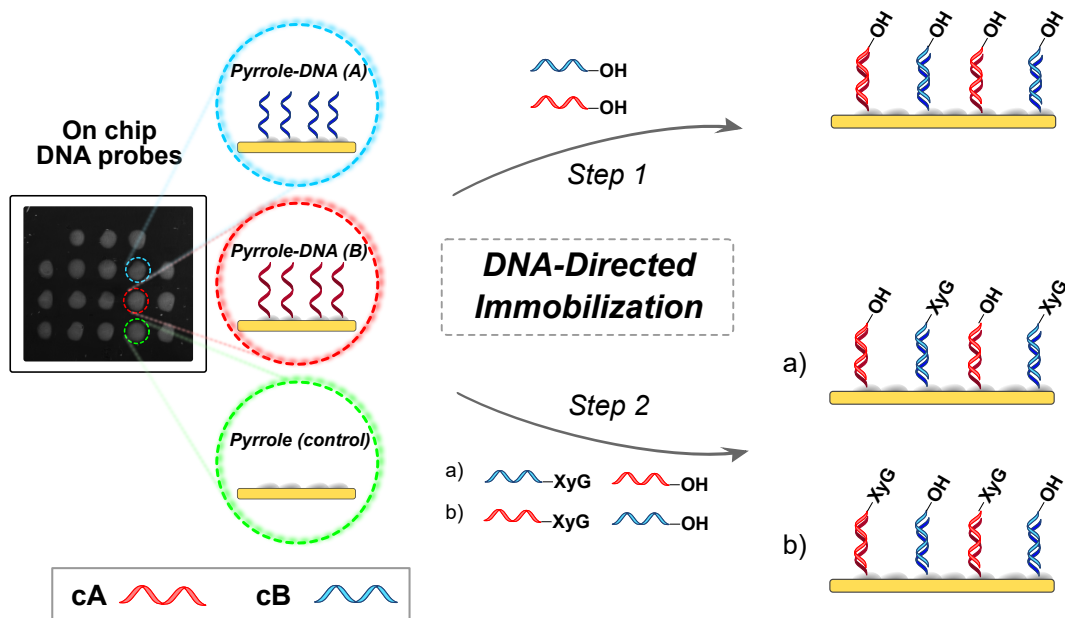 On chip
DNA probes
Pyrrole-DNA (A)
Pyrrole-DNA (B)
Pyrrole (control)
OH
OH
Step 1
DNA-Directed
Immobilization
Step 2
a)
XyG
OH
b)
XyG
OH
OH
OH
OH
OH
a)
OH
XyG
OH
XyG
b)
XyG
OH
XyG
OH
cA
cB